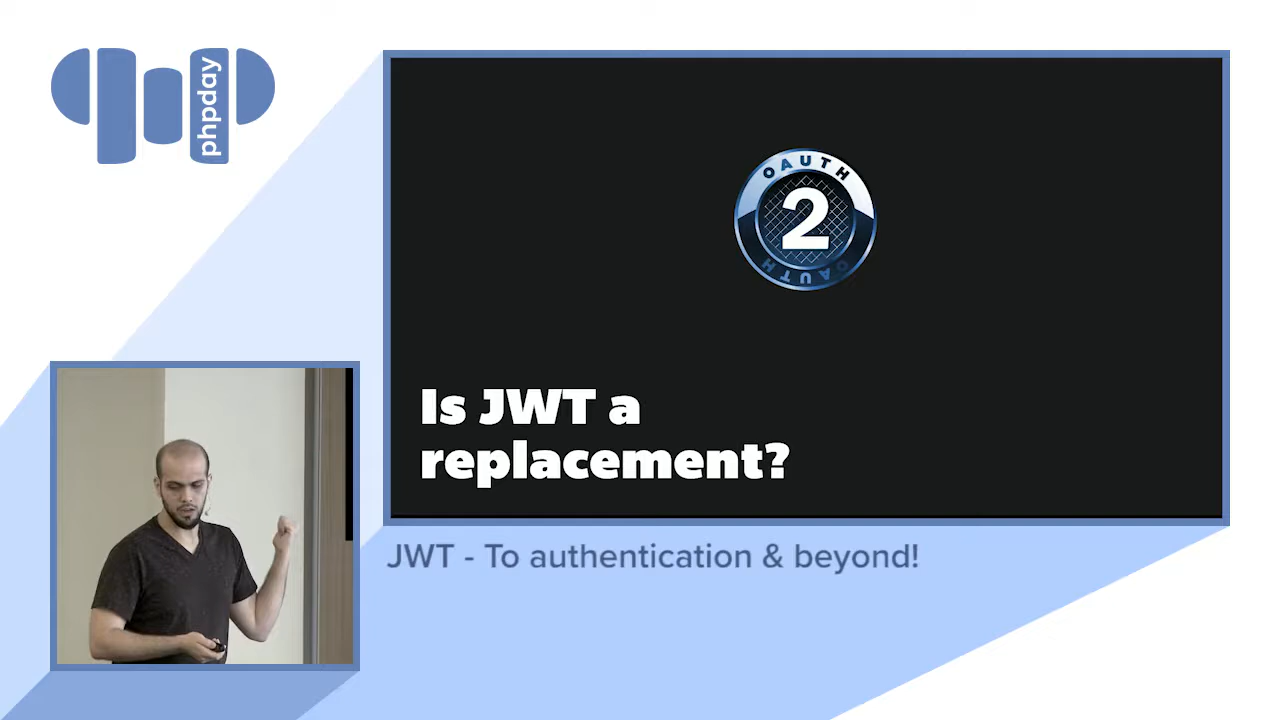 phpday
OAUTH
2
OAUTH
Is JWT a
replacement?
JWT - To authentication & beyond!